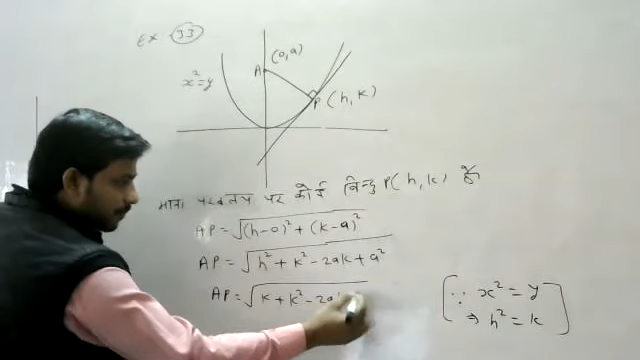 Ex 33
(0,a)
A
x²=y
P(h,k)
माना परवलय पर कोई बिन्दु P(h,k) है
AP=√(h-0)²+(k-a)²
AP=√h²+k²-2ak+a²
AP=√k+k²-2ak
[∵ x²=y
⇒ h²=k]